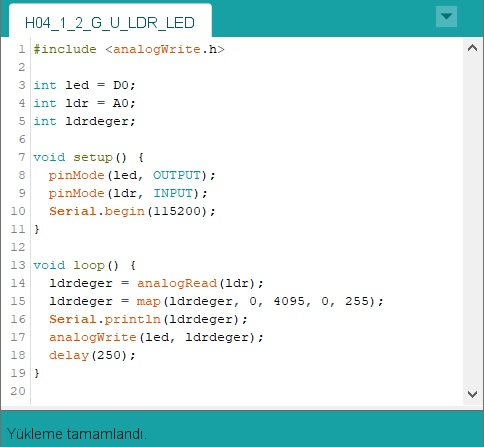 H04_1_2_G_U_LDR_LED
1 #include <analogWrite.h>
2
3 int led = D0;
4 int ldr = A0;
5 int ldrdeger;
6
7 void setup() {
8   pinMode(led, OUTPUT);
9   pinMode(ldr, INPUT);
10   Serial.begin(115200);
11 }
12
13 void loop() {
14   ldrdeger = analogRead(ldr);
15   ldrdeger = map(ldrdeger, 0, 4095, 0, 255);
16   Serial.println(ldrdeger);
17   analogWrite(led, ldrdeger);
18   delay(250);
19 }
20
Yükleme tamamlandı.